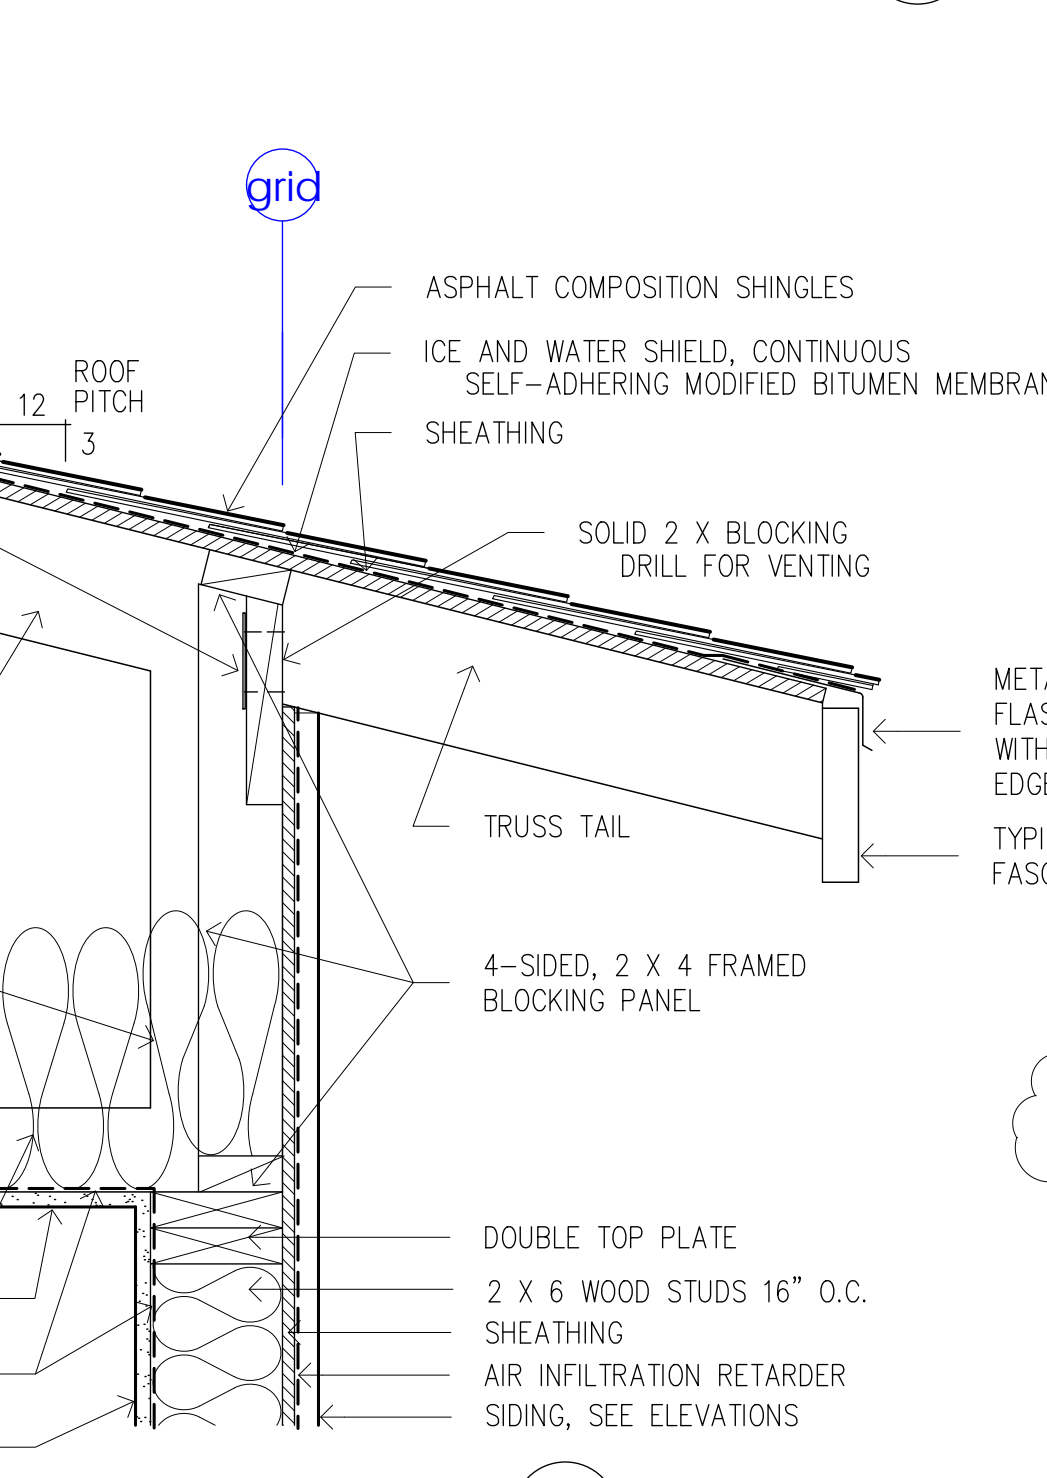 grid
ASPHALT COMPOSITION SHINGLES
ICE AND WATER SHIELD, CONTINUOUS
SELF-ADHERING MODIFIED BITUMEN
ROOF
PITCH
12
3
SHEATHING
SOLID 2 X BLOCKING
DRILL FOR VENTING
WITH
TRUSS TAIL
4-SIDED, 2 X 4 FRAMED
BLOCKING PANEL
DOUBLE TOP PLATE
2 X 6 WOOD STUDS 16" O.C.
SHEATHING
AIR INFILTRATION RETARDER
SIDING, SEE ELEVATIONS